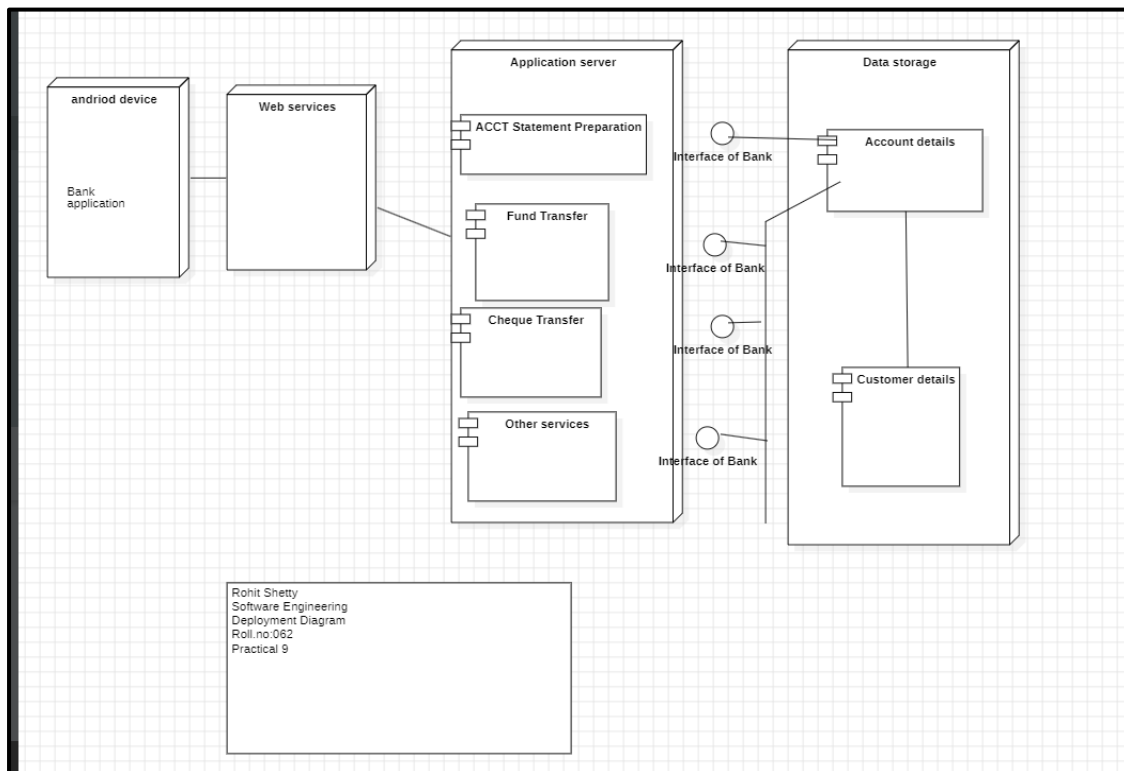 andriod device
Bank
application
Web services
Application server
ACCT Statement Preparation
Fund Transfer
Cheque Transfer
Other services
Interface of Bank
Interface of Bank
Interface of Bank
Interface of Bank
Data storage
Account details
Customer details
Rohit Shetty
Software Engineering
Deployment Diagram
Roll.no:062
Practical 9